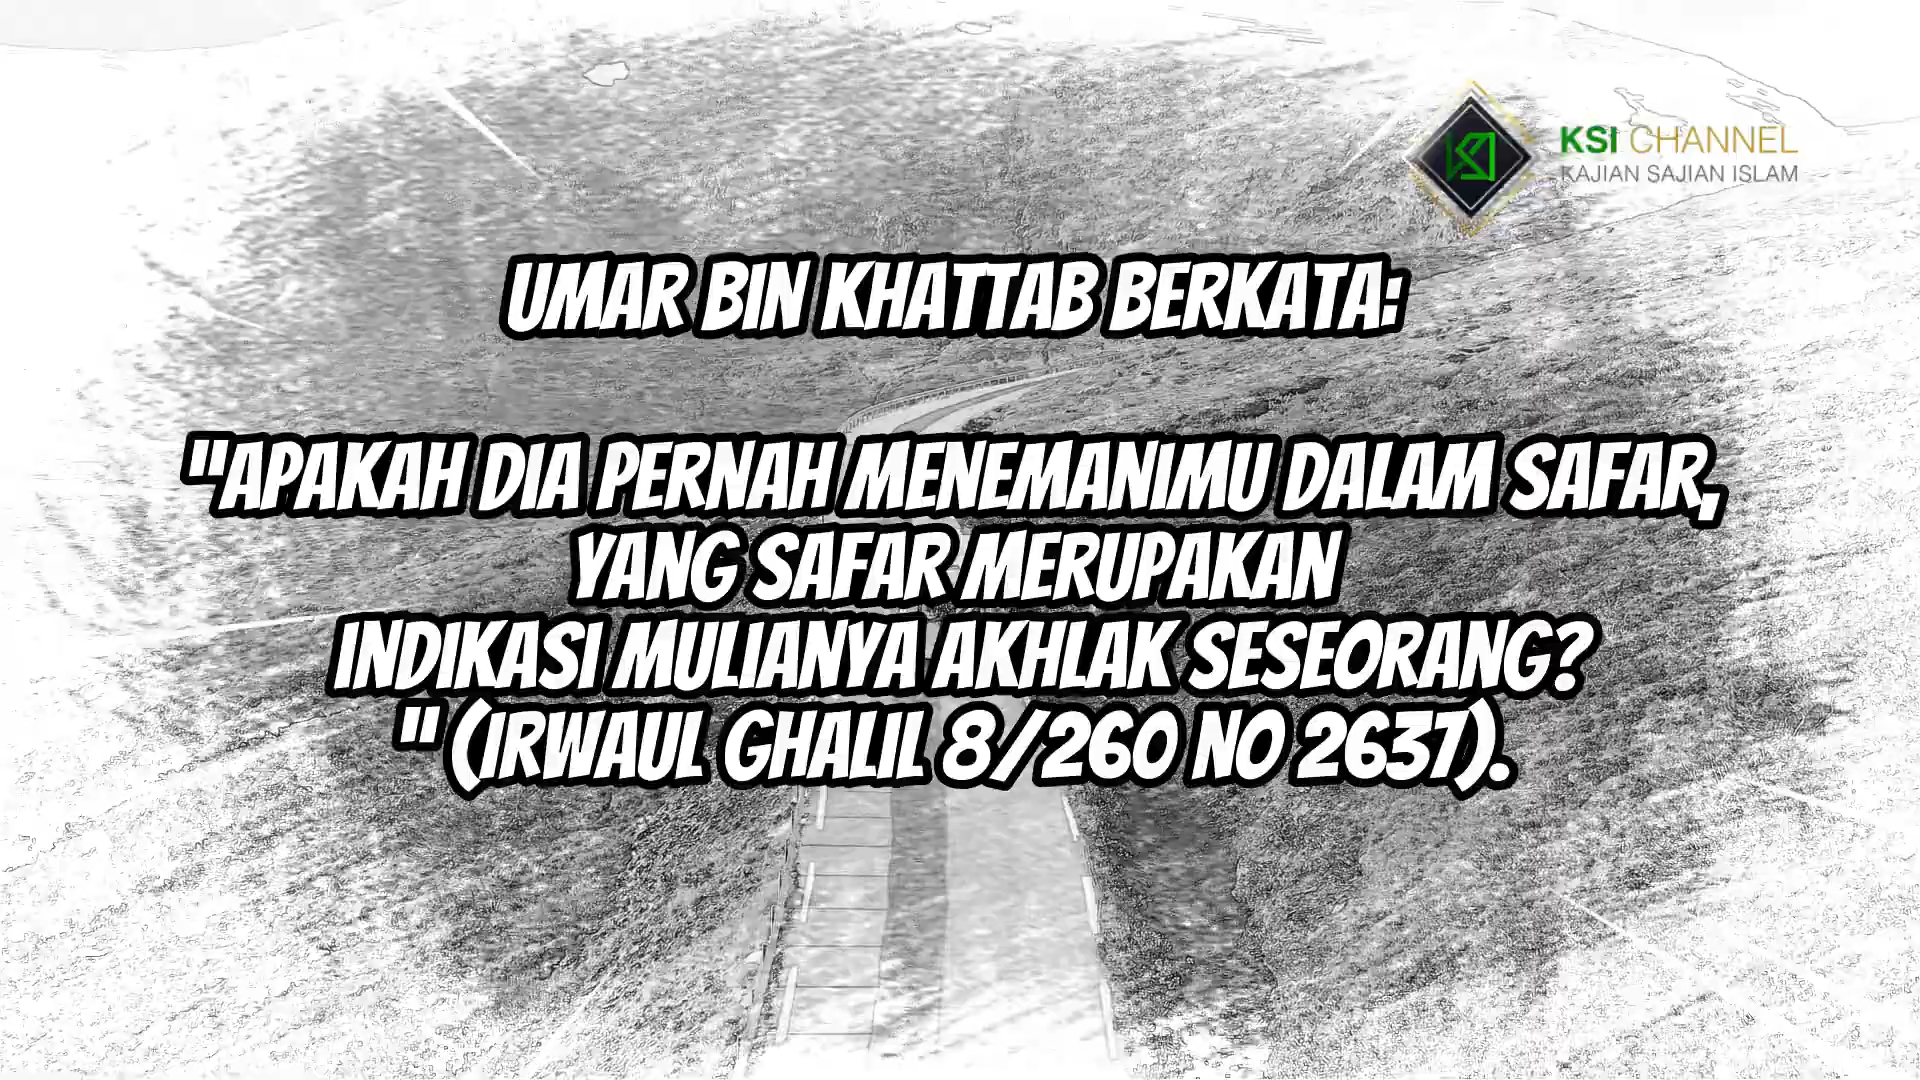 KSI CHANNEL
KAJIAN SAJIAN ISLAM
UMAR BIN KHATTAB BERKATA:
"APAKAH DIA PERNAH MENEMANIMU DALAM SAFAR,
YANG SAFAR MERUPAKAN
INDIKASI MULIANYA AKHLAK SESEORANG?
" (IRWAUL GHALIL 8/260 NO 2637).